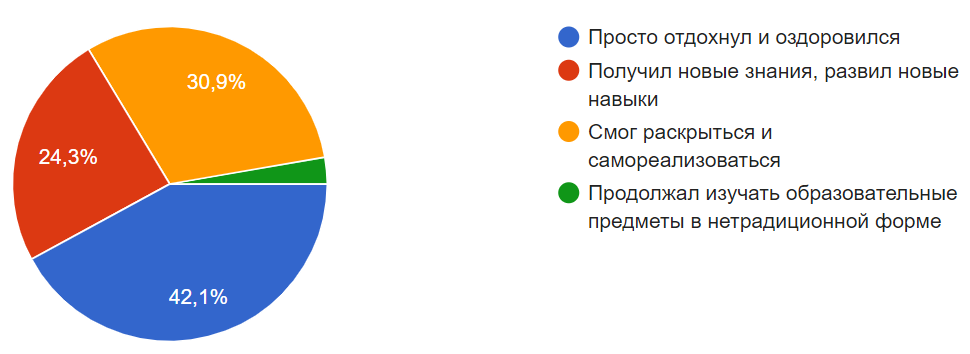 30,9%
24,3%
42,1%
Просто отдохнул и оздоровился
Получил новые знания, развил новые
навыки
Смог раскрыться и
самореализоваться
Продолжал изучать образовательные
предметы в нетрадиционной форме